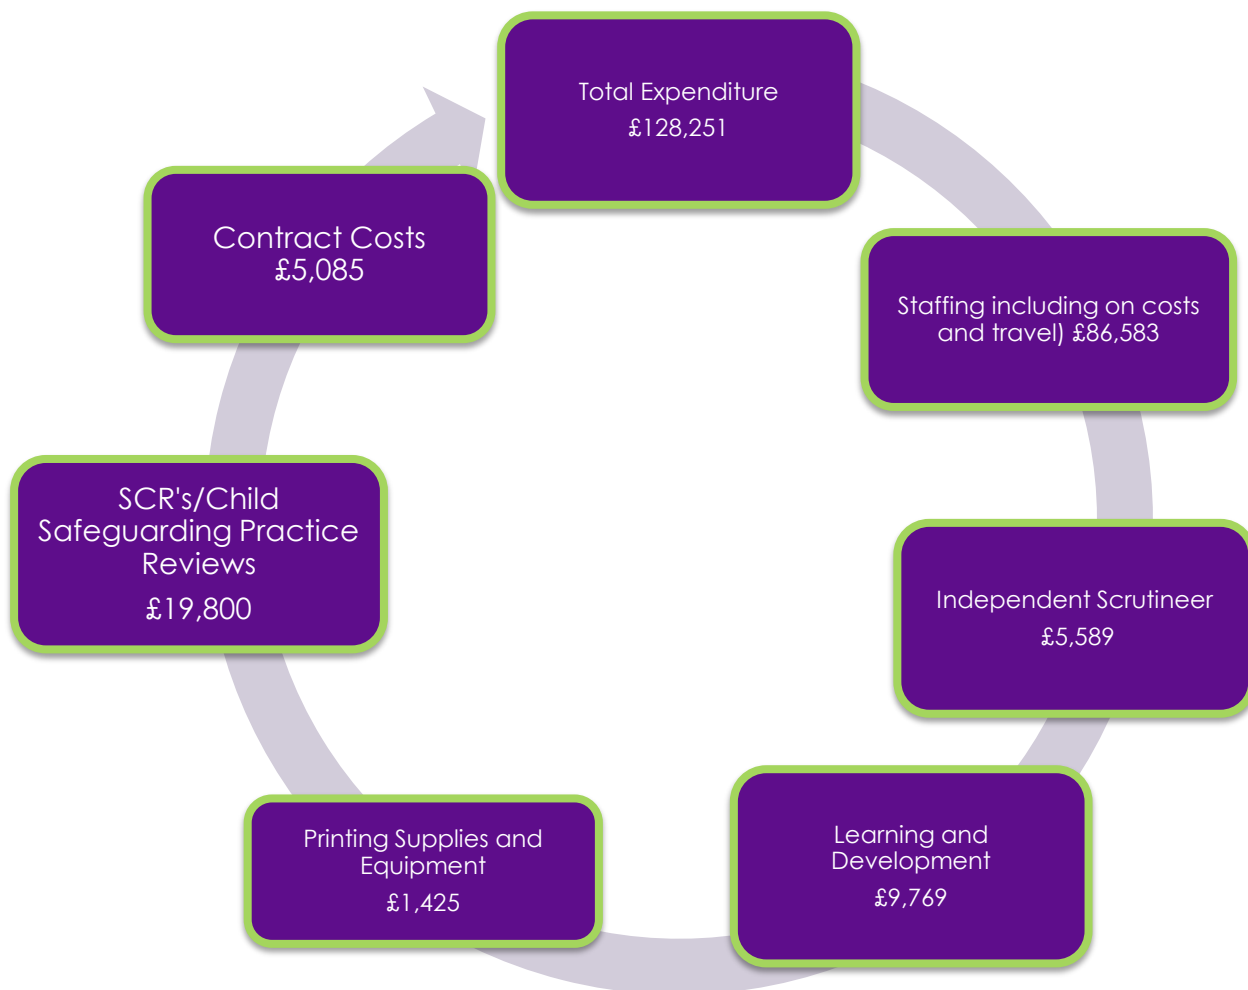 Total Expenditure
£128,251
Staffing including on costs
and travel) £86,583
Independent Scrutineer
£5,589
Learning and
Development
£9,769
Printing Supplies and
Equipment
£1,425
SCR's/Child
Safeguarding Practice
Reviews
£19,800
Contract Costs
£5,085